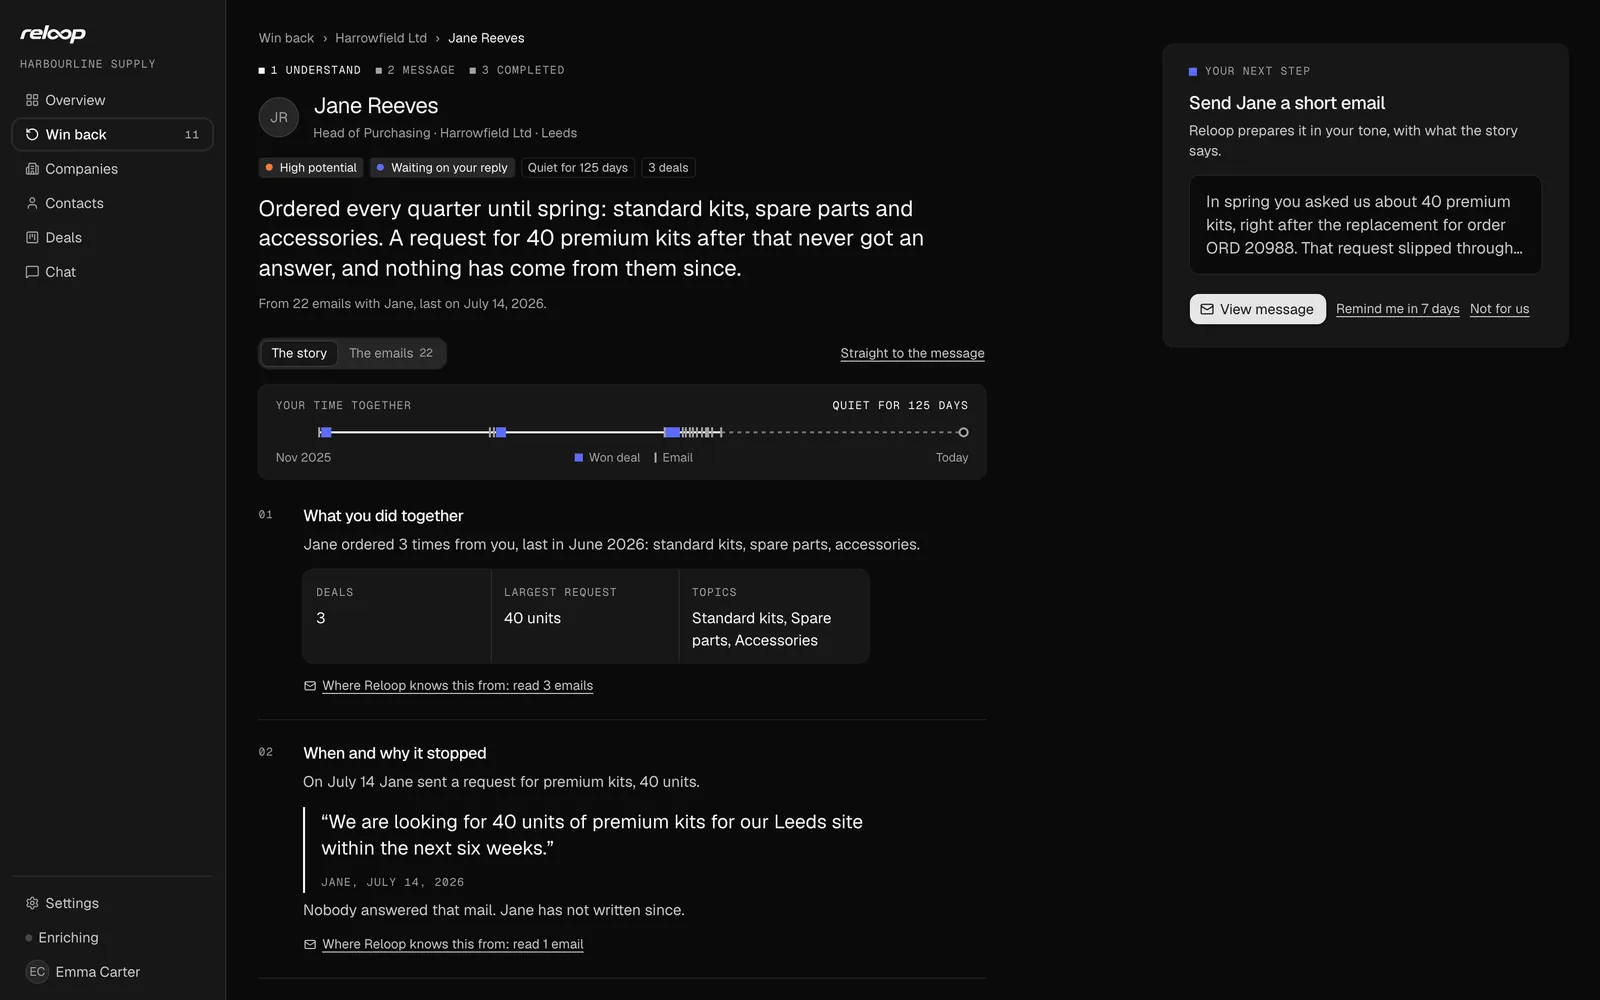 reloop
HARBOURLINE SUPPLY
Overview
Win back 11
Companies
Contacts
Deals
Chat
Settings
Enriching
EC Emma Carter
Win back › Harrowfield Ltd › Jane Reeves
1 UNDERSTAND 2 MESSAGE 3 COMPLETED
JR
Jane Reeves
Head of Purchasing · Harrowfield Ltd · Leeds
High potential Waiting on your reply Quiet for 125 days 3 deals
Ordered every quarter until spring: standard kits, spare parts and
accessories. A request for 40 premium kits after that never got an
answer, and nothing has come from them since.
From 22 emails with Jane, last on July 14, 2026.
The story The emails 22
Straight to the message
YOUR TIME TOGETHER QUIET FOR 125 DAYS
Nov 2025 Won deal Email Today
01 What you did together
Jane ordered 3 times from you, last in June 2026: standard kits, spare parts, accessories.
DEALS LARGEST REQUEST TOPICS
3 40 units Standard kits, Spare
parts, Accessories
Where Reloop knows this from: read 3 emails
02 When and why it stopped
On July 14 Jane sent a request for premium kits, 40 units.
“We are looking for 40 units of premium kits for our Leeds site
within the next six weeks.”
JANE, JULY 14, 2026
Nobody answered that mail. Jane has not written since.
Where Reloop knows this from: read 1 email
YOUR NEXT STEP
Send Jane a short email
Reloop prepares it in your tone, with what the story
says.
In spring you asked us about 40 premium
kits, right after the replacement for order
ORD 20988. That request slipped through...
View message Remind me in 7 days Not for us